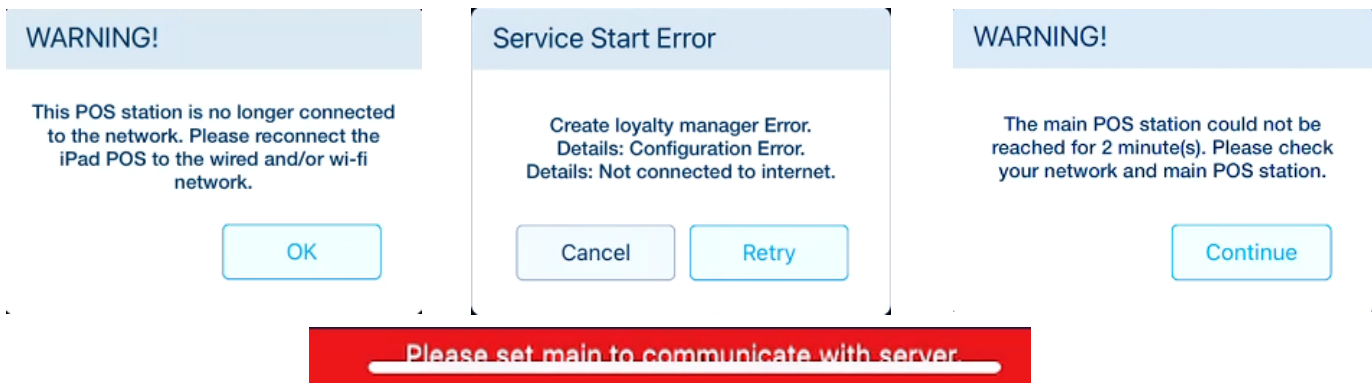 WARNING!
This POS station is no longer connected
to the network. Please reconnect the
iPad POS to the wired and/or wi-fi
network.
OK
Service Start Error
Create loyalty manager Error.
Details: Configuration Error.
Details: Not connected to internet.
Cancel
Retry
WARNING!
The main POS station could not be
reached for 2 minute(s). Please check
your network and main POS station.
Continue
Please set main to communicate with server.